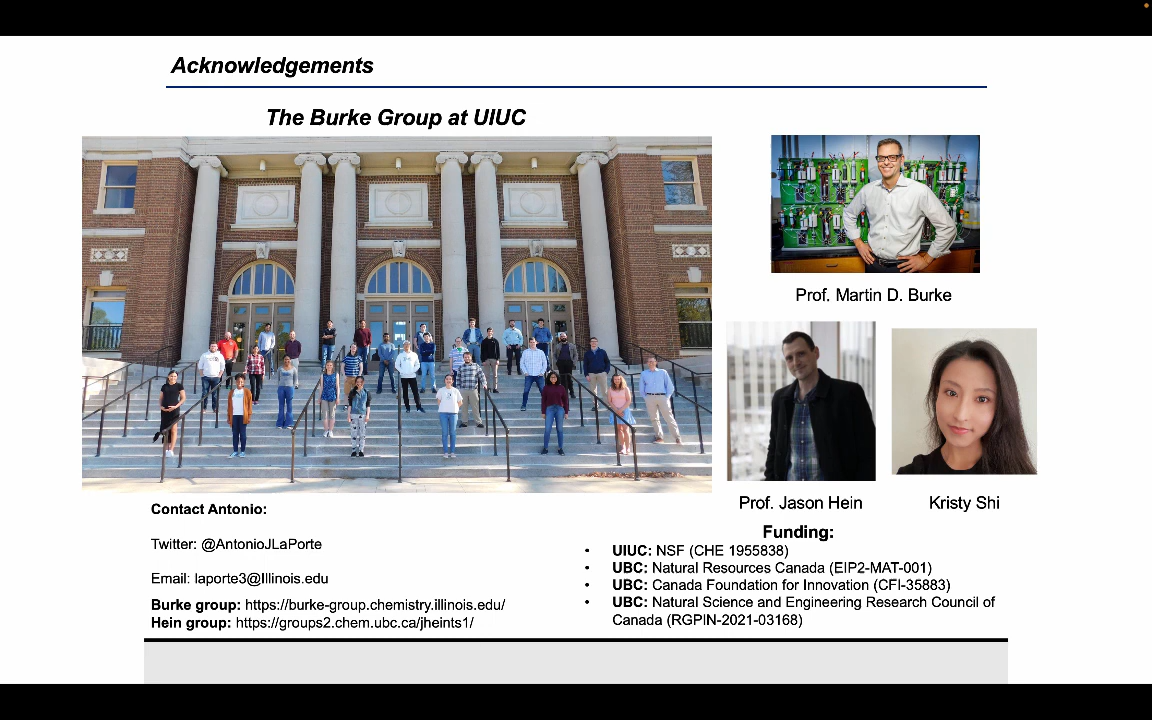 Acknowledgements
The Burke Group at UIUC
Prof. Martin D. Burke
Prof. Jason Hein
Kristy Shi
Contact Antonio:
Twitter: @AntonioJLaPorte
Email: laporte3@Illinois.edu
Burke group: https://burke-group.chemistry.illinois.edu/
Hein group: https://groups2.chem.ubc.ca/jheints1/
Funding:
• UIUC: NSF (CHE 1955838)
• UBC: Natural Resources Canada (EIP2-MAT-001)
• UBC: Canada Foundation for Innovation (CFI-35883)
• UBC: Natural Science and Engineering Research Council of
Canada (RGPIN-2021-03168)